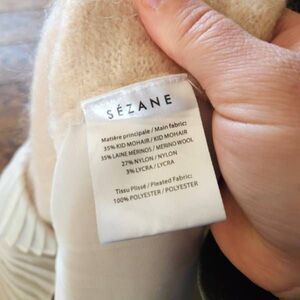 SÉZANE
Matière principale / Main fabric:
35% KID MOHAIR / KID MOHAIR
35% LAINE MÉRINOS / MERINO WOOL
27% NYLON / NYLON
3% LYCRA / LYCRA
Tissu Plissé / Pleated Fabric:
100% POLYESTER / POLYESTER